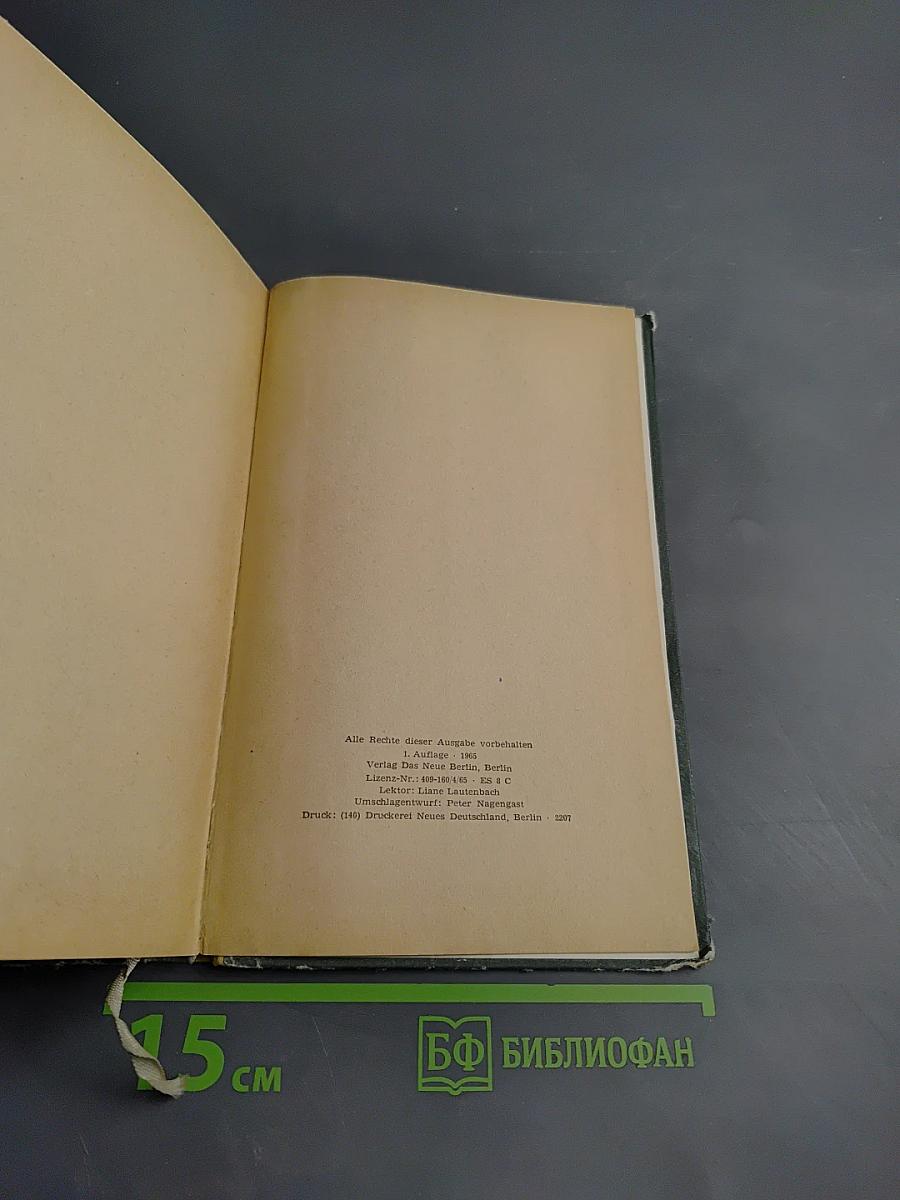 Alle Rechte dieser Ausgabe vorbehalten
1. Auflage · 1965
Verlag Das Neue Berlin, Berlin
Lizenz-Nr.: 409-160/4/65 · ES 8 C
Lektor: Liane Lautenbach
Umschlagentwurf: Peter Nagengast
Druck: (140) Druckerei Neues Deutschland, Berlin · 2207
15 см
БФ БИБЛИОФАН